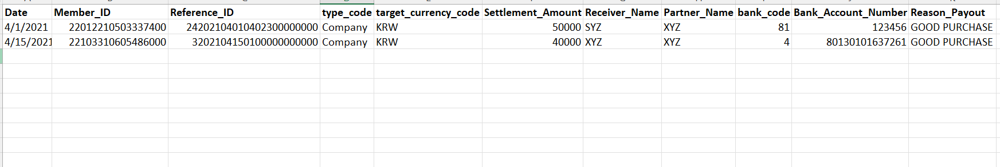 Date Member_ID Reference_ID type_code target_currency_code Settlement_Amount Receiver_Name Partner_Name bank_code Bank_Account_Number Reason_Payout
4/1/2021 22012210503337400 24202104010402300000000 Company KRW 50000 SYZ XYZ 81 123456 GOOD PURCHASE
4/15/2021 22103310605486000 3202104150100000000000 Company KRW 40000 XYZ XYZ 4 80130101637261 GOOD PURCHASE